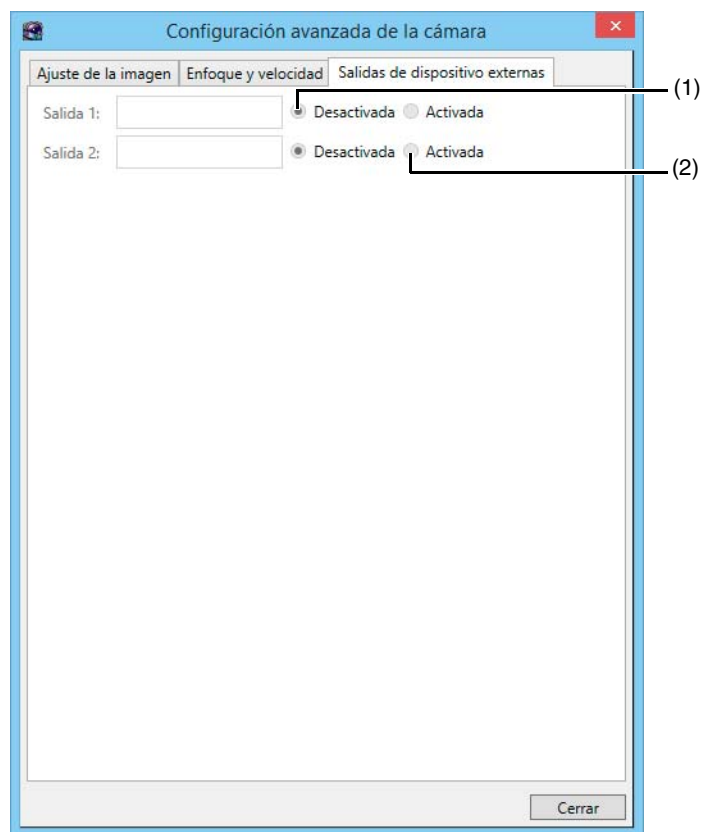 Configuración avanzada de la cámara
Ajuste de la imagen Enfoque y velocidad Salidas de dispositivo externas
(1)
Salida 1: Desactivada Activada
Salida 2: Desactivada Activada
(2)
Cerrar